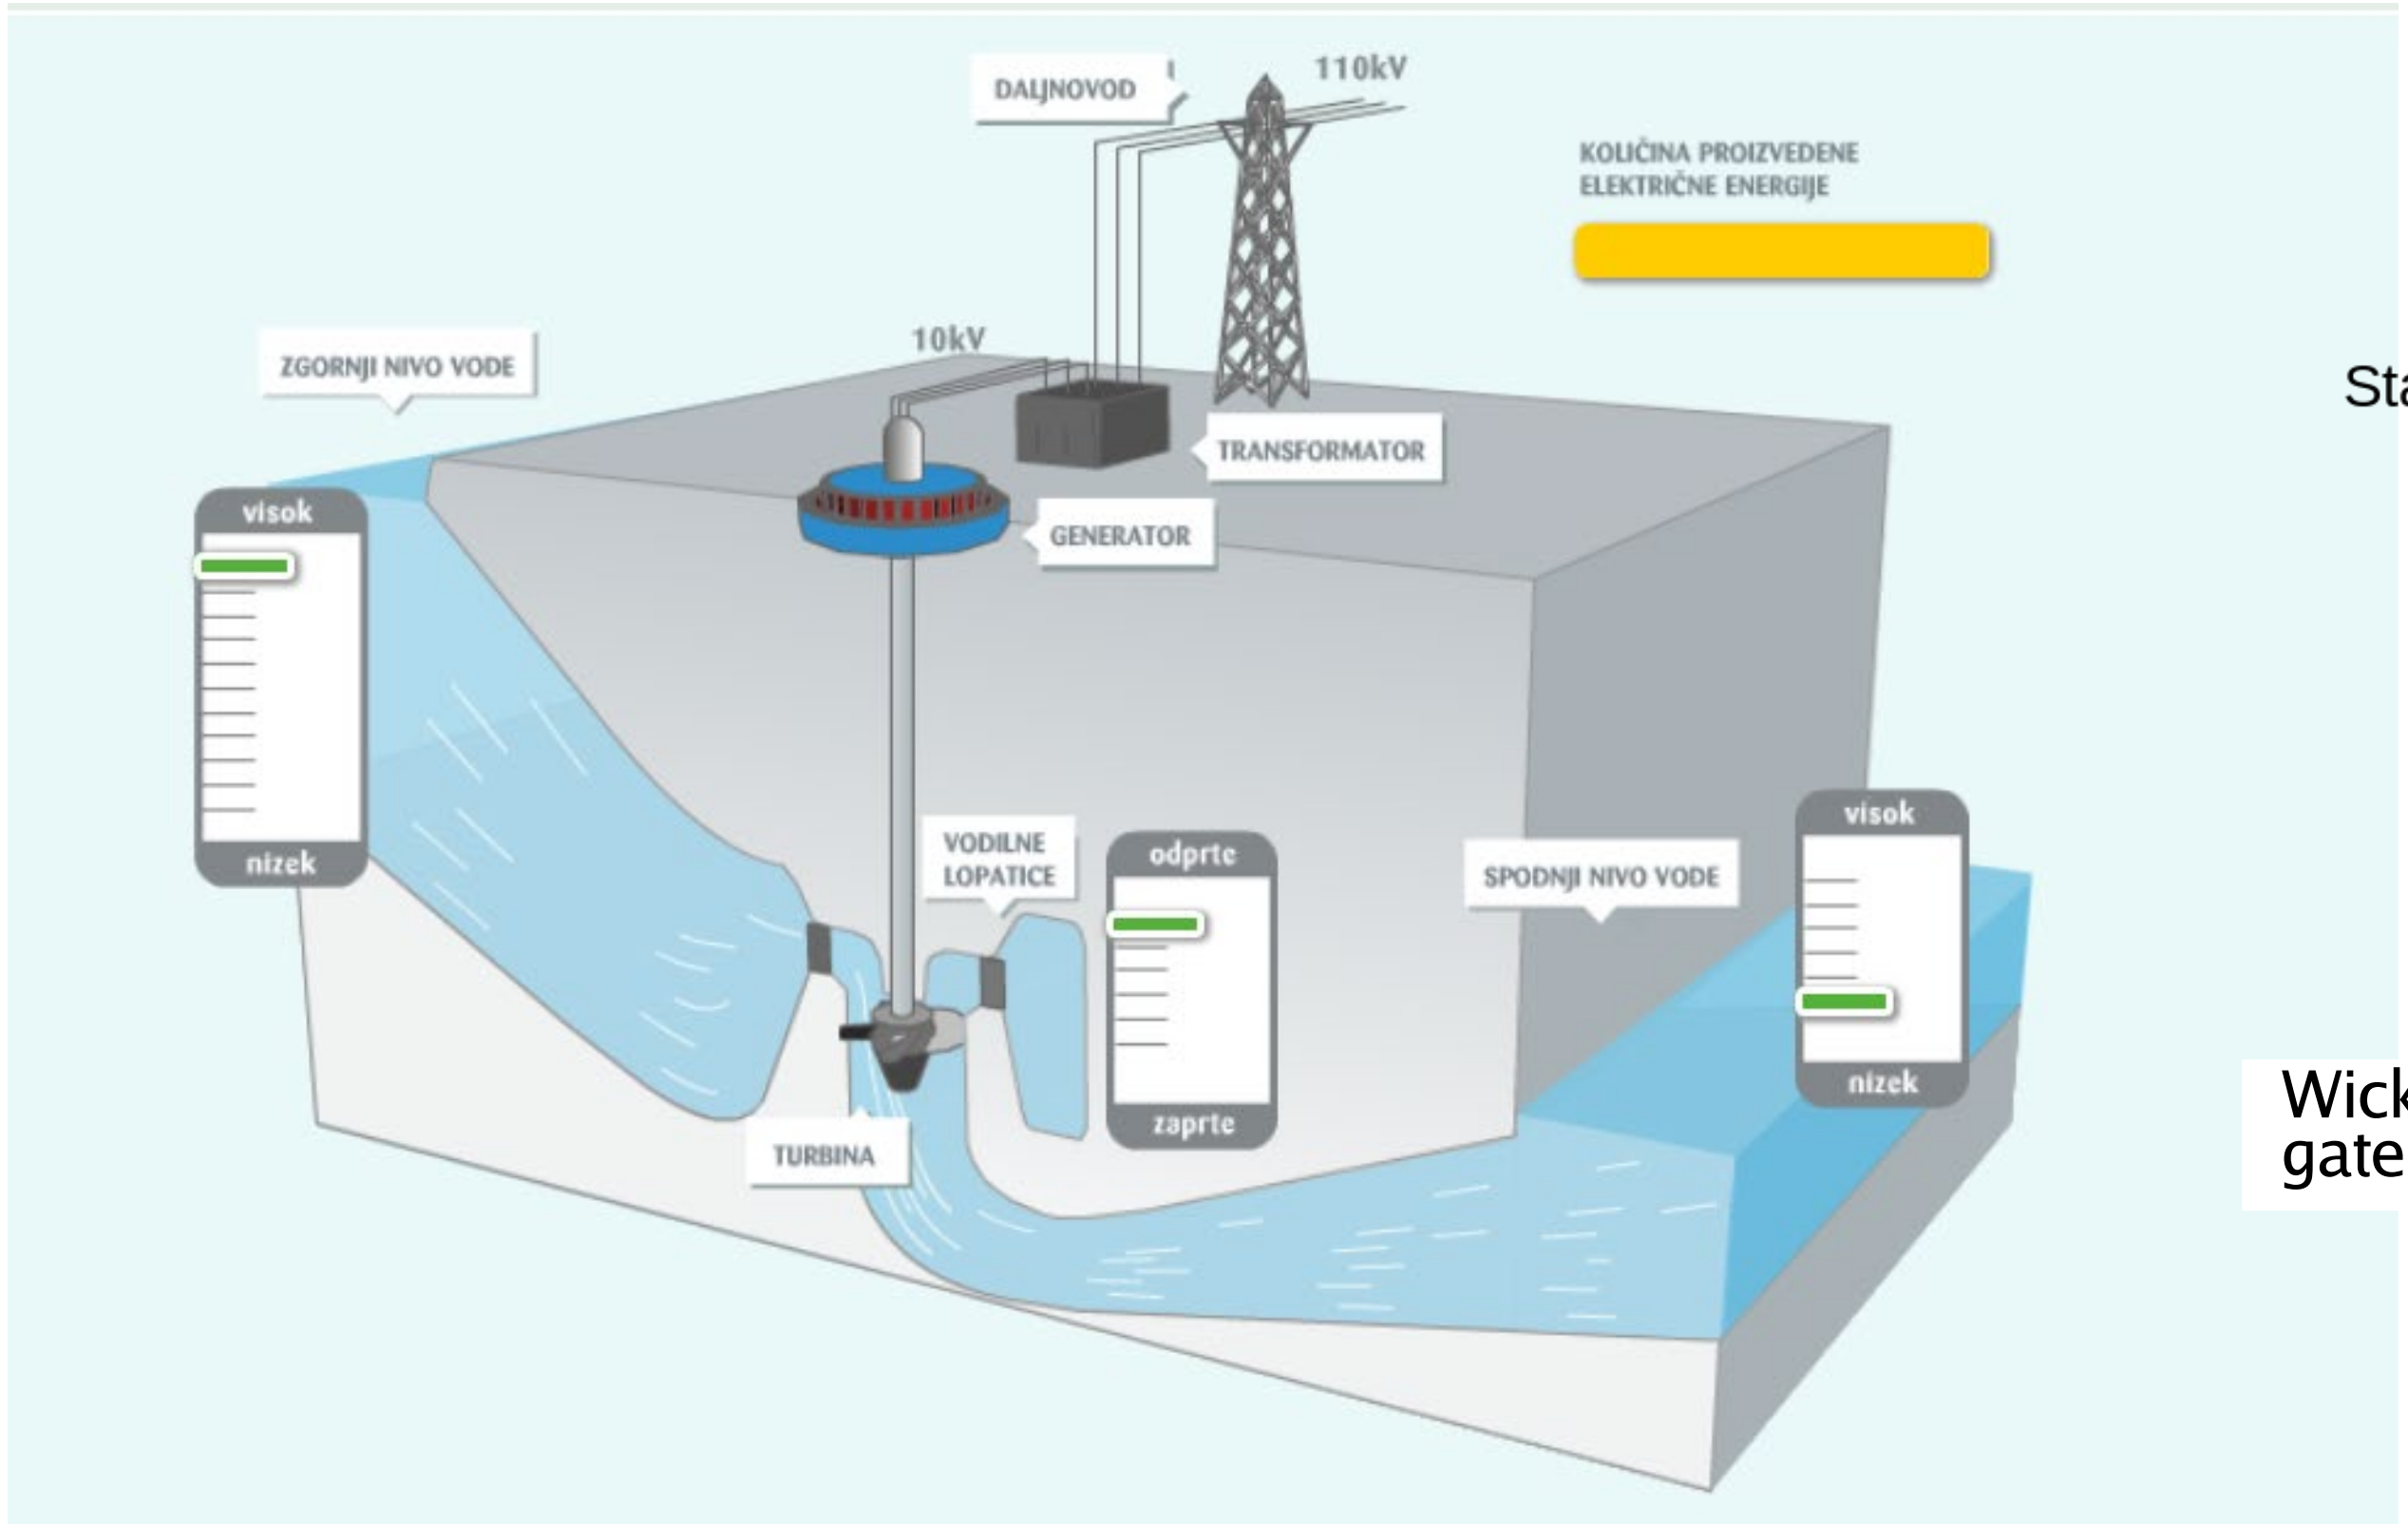 DALJNOVOD
110kV
KOLIČINA PROIZVEDENE
ELEKTRIČNE ENERGIJE
10kV
ZGORNJI NIVO VODE
TRANSFORMATOR
GENERATOR
visok
nizek
VODILNE
LOPATICE
odprte
zaprte
SPODNJI NIVO VODE
visok
nizek
TURBINA
gate